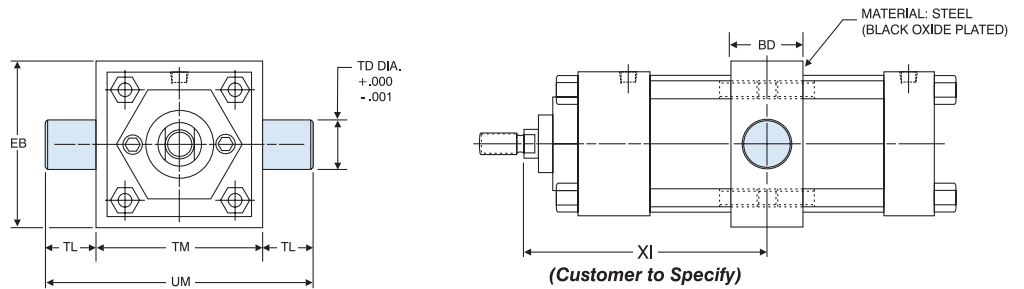 MATERIAL: STEEL
(BLACK OXIDE PLATED)
BD
TD DIA.
+.000
-.001
EB
TL
TM
TL
UM
XI
(Customer to Specify)